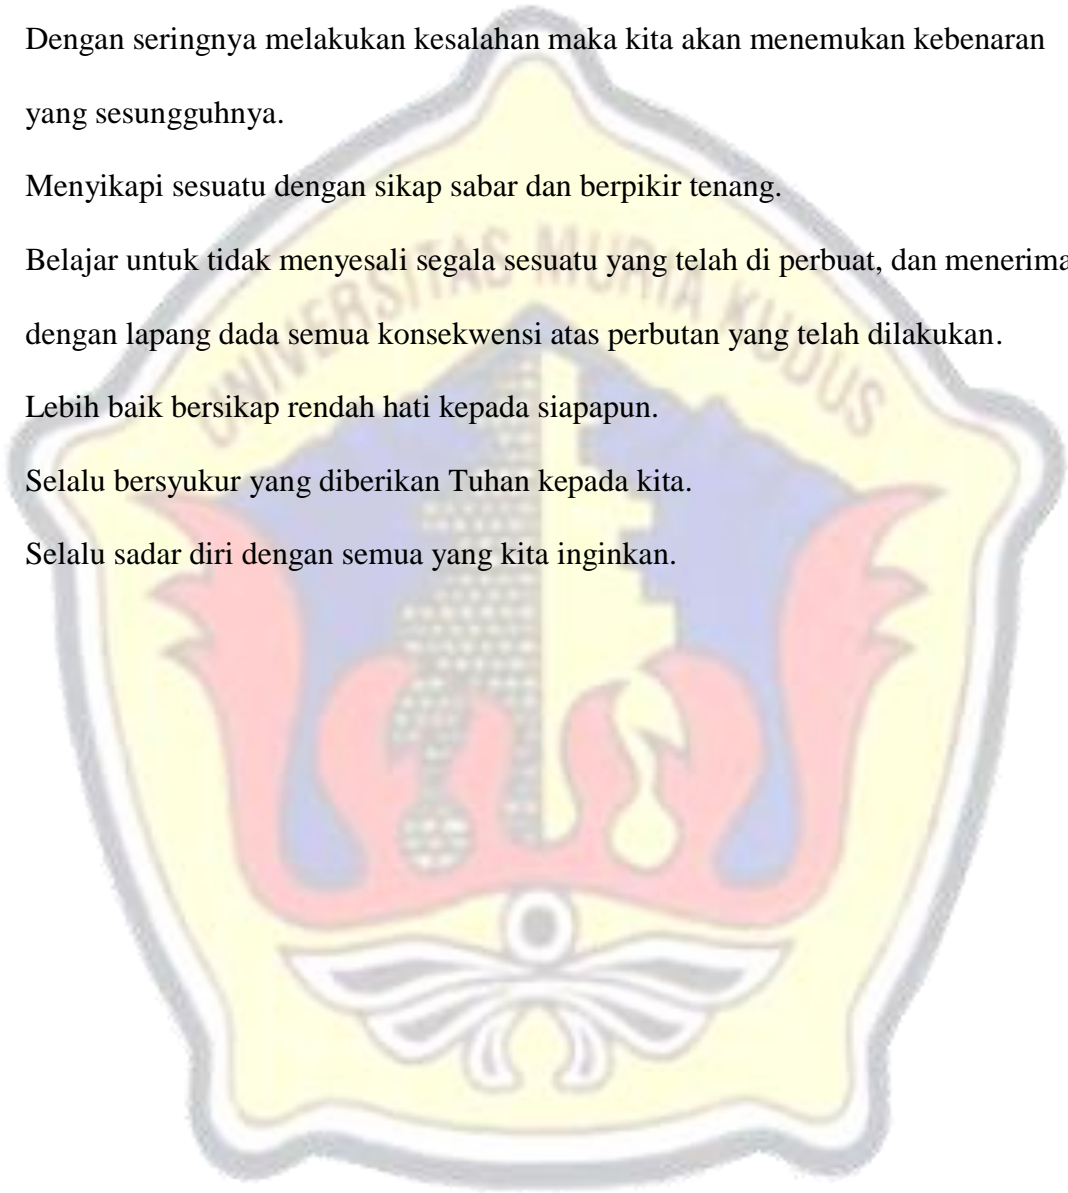 Dengan seringnya melakukan kesalahan maka kita akan menemukan kebenaran
yang sesungguhnya.
Menyikapi sesuatu dengan sikap sabar dan berpikir tenang.
UNIVERSITAS MURIA KUDUS
Belajar untuk tidak menyesali segala sesuatu yang telah di perbuat, dan menerima
dengan lapang dada semua konsekwensi atas perbutan yang telah dilakukan.
Lebih baik bersikap rendah hati kepada siapapun.
Selalu bersyukur yang diberikan Tuhan kepada kita.
Selalu sadar diri dengan semua yang kita inginkan.